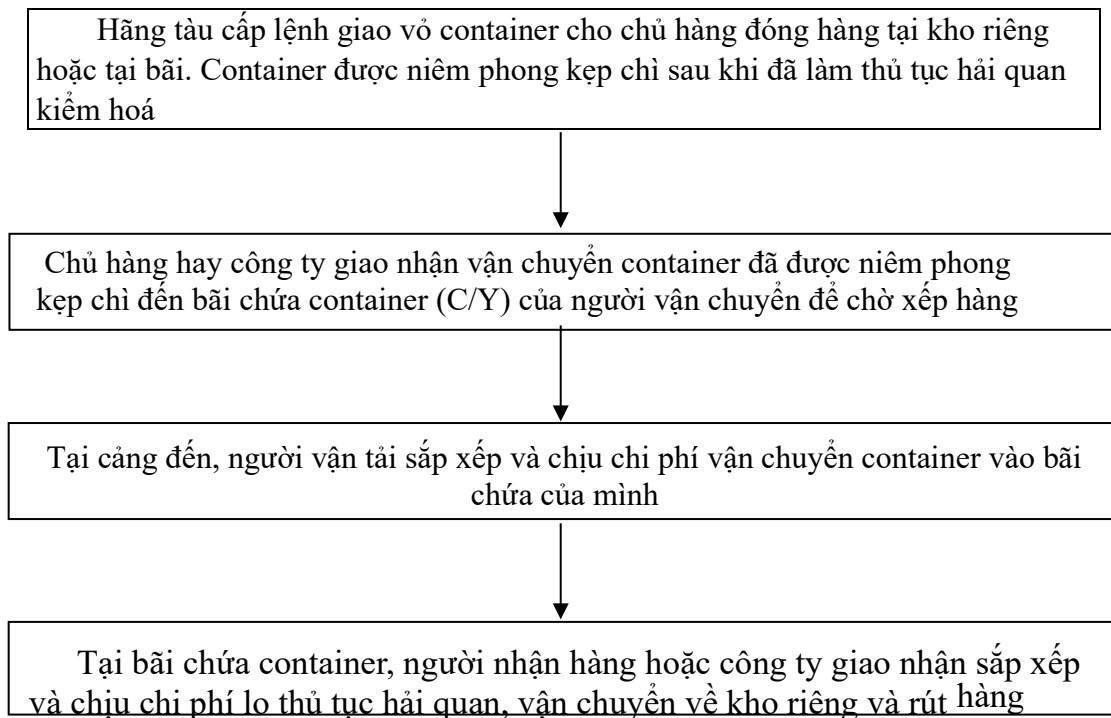 Hãng tàu cấp lệnh giao vỏ container cho chủ hàng đóng hàng tại kho riêng
hoặc tại bãi. Container được niêm phong kẹp chì sau khi đã làm thủ tục hải quan
kiểm hoá
Chủ hàng hay công ty giao nhận vận chuyển container đã được niêm phong
kẹp chì đến bãi chứa container (C/Y) của người vận chuyển để chờ xếp hàng
Tại cảng đến, người vận tải sắp xếp và chịu chi phí vận chuyển container vào bãi
chứa của mình
Tại bãi chứa container, người nhận hàng hoặc công ty giao nhận sắp xếp
và chịu chi phí lo thủ tục hải quan, vận chuyển về kho riêng và rút hàng